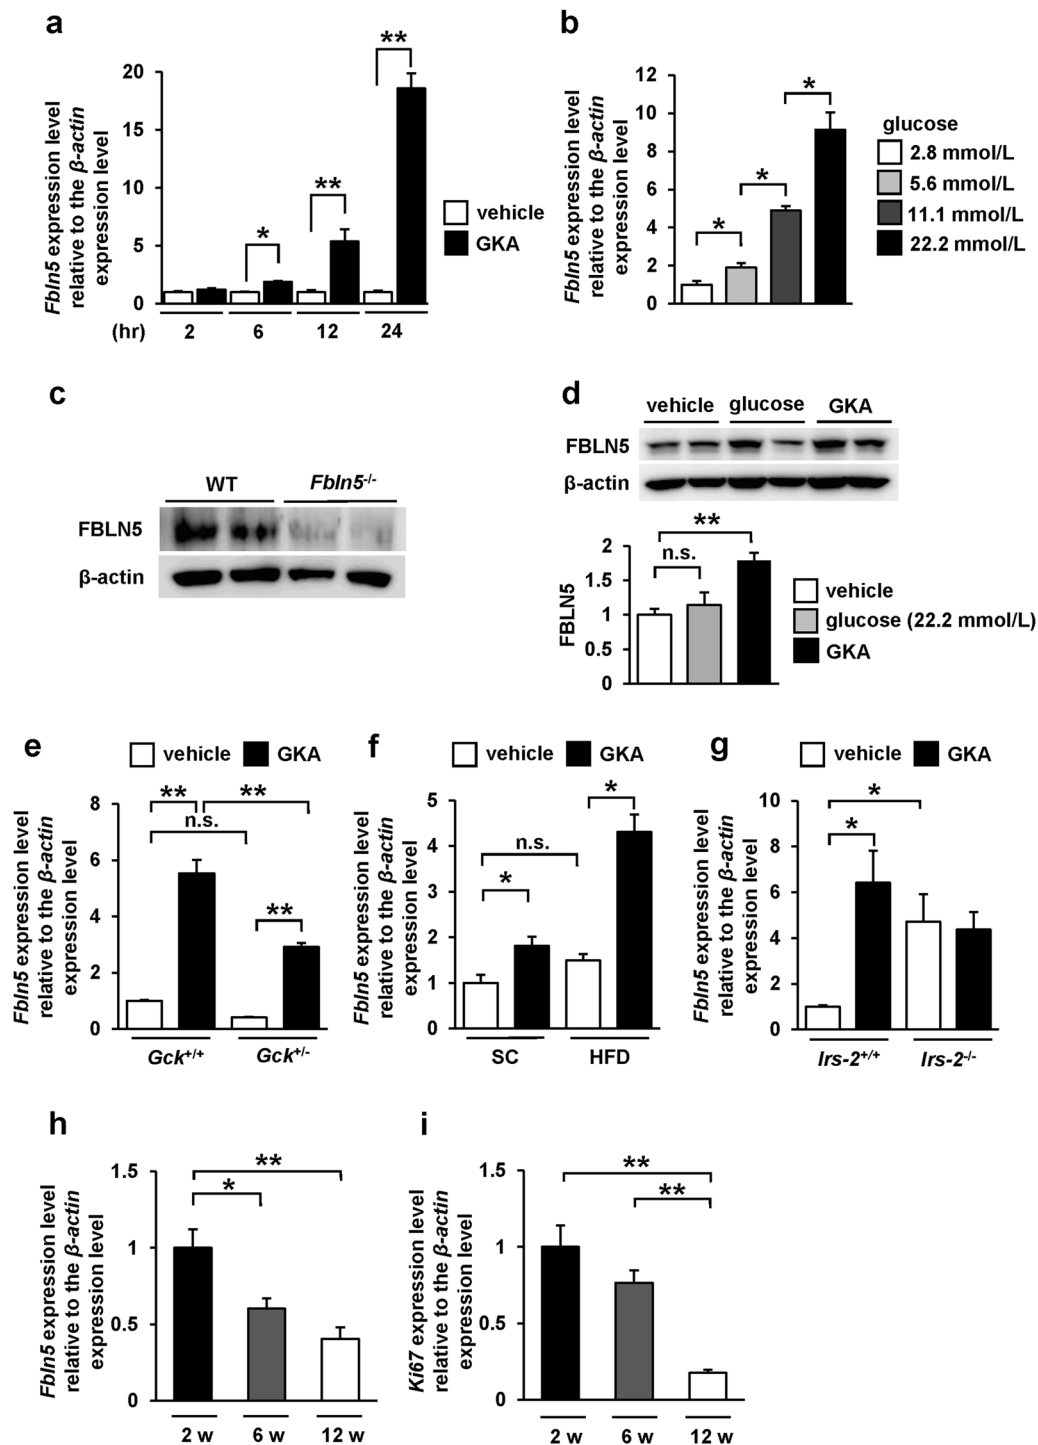 a
Fbln5 expression level
relative to the β-actin
expression level
20
15
10
5
0
*
**
**
(hr)
2
6
12
24
vehicle
GKA
b
Fbln5 expression level
relative to the β-actin
expression level
12
10
8
6
4
2
0
*
*
*
glucose
2.8 mmol/L
5.6 mmol/L
11.1 mmol/L
22.2 mmol/L
c
WT
Fbln5-/-
FBLN5
β-actin
d
vehicle
glucose
GKA
FBLN5
β-actin
FBLN5
2
1.5
1
0.5
0
**
n.s.
vehicle
glucose (22.2 mmol/L)
GKA
e
vehicle
GKA
Fbln5 expression level
relative to the β-actin
expression level
8
6
4
2
0
**
**
n.s.
**
Gck+/+
Gck+/-
f
vehicle
GKA
Fbln5 expression level
relative to the β-actin
expression level
5
4
3
2
1
0
*
n.s.
*
SC
HFD
g
vehicle
GKA
Fbln5 expression level
relative to the β-actin
expression level
10
8
6
4
2
0
*
*
Irs-2+/+
Irs-2-/-
h
Fbln5 expression level
relative to the β-actin
expression level
1.5
1
0.5
0
**
*
2 w
6 w
12 w
i
Ki67 expression level
relative to the β-actin
expression level
1.5
1
0.5
0
**
**
2 w
6 w
12 w